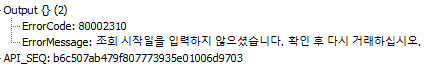 Output {} (2)
ErrorCode: 80002310
ErrorMessage: 조회 시작일을 입력하지 않으셨습니다. 확인 후 다시 거래하십시오.
API_SEQ: b6c507ab479f807773935e01006d9703